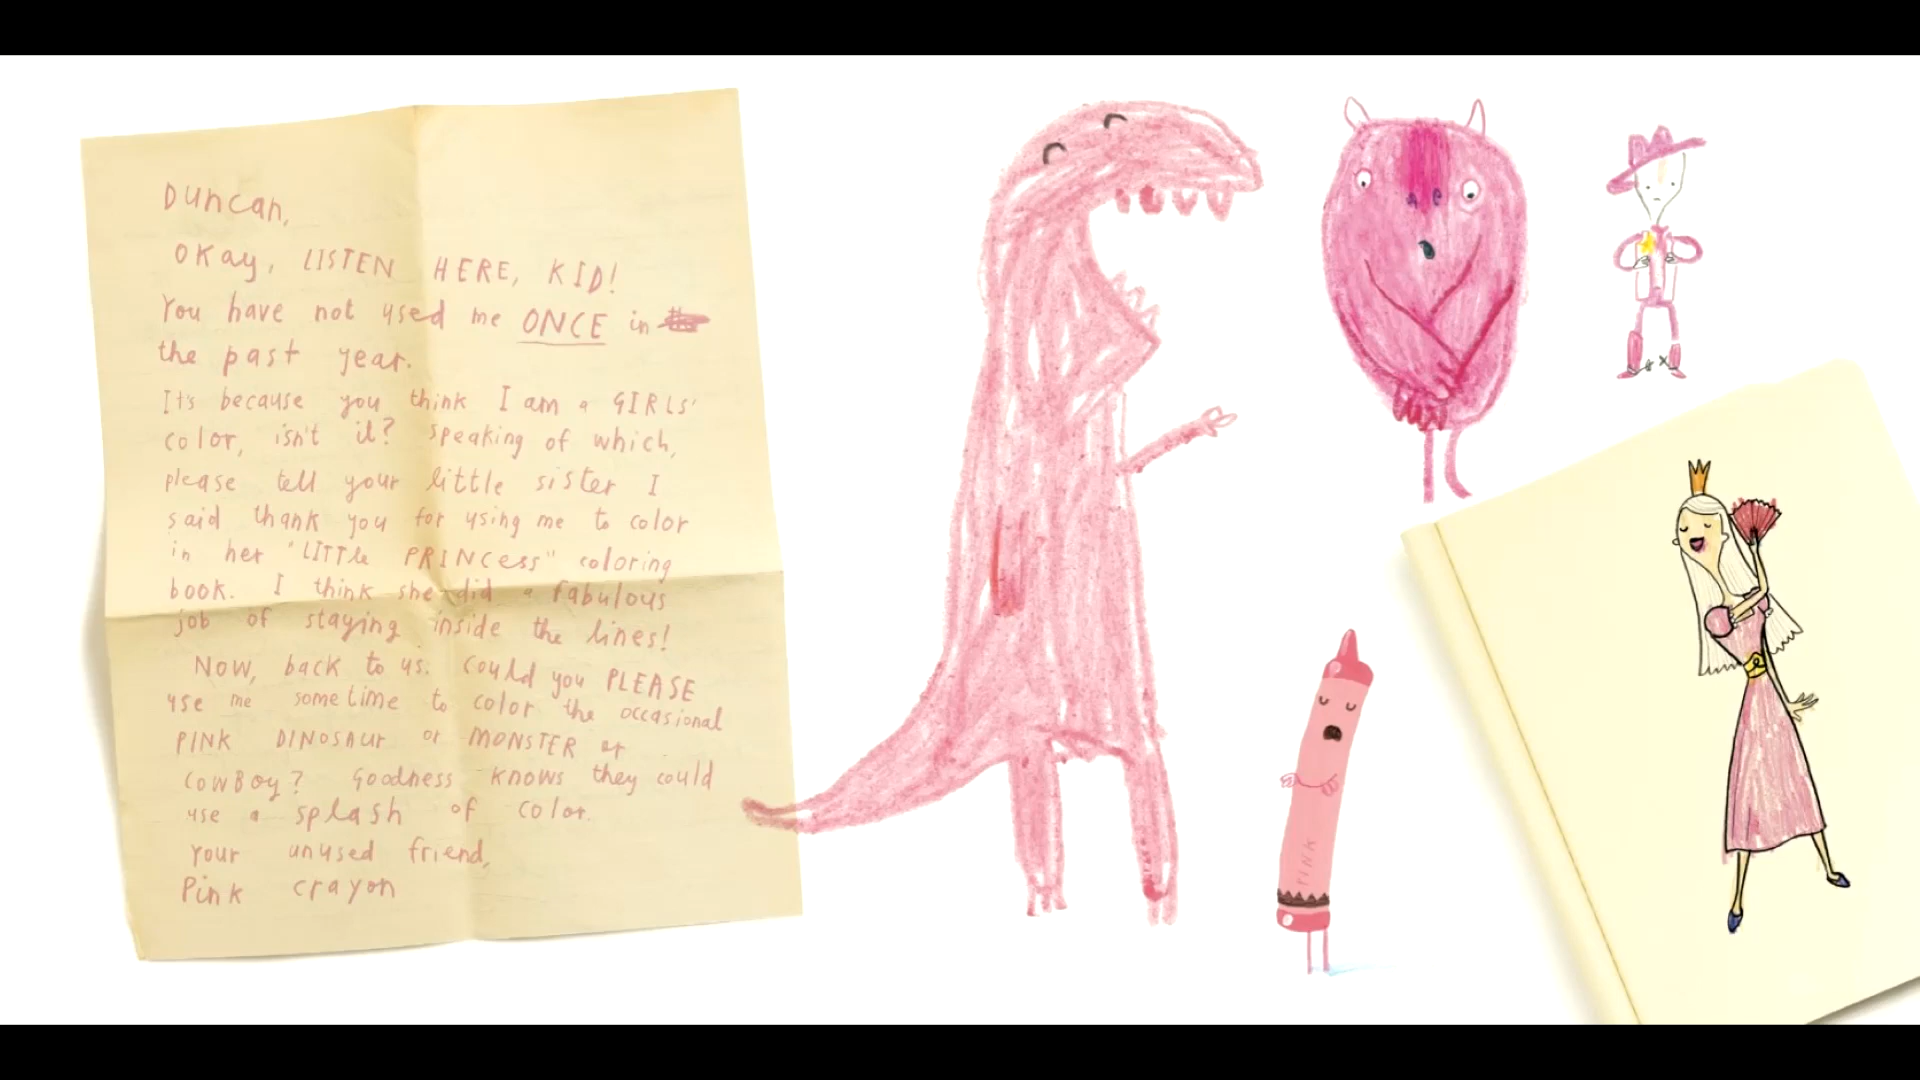 Duncan,
OKay, LISTEN HERE, KID!
You have not used me ONCE in
the past year.
It's because you think I am a GIRLS'
color, isn't it? Speaking of which,
please tell your little sister I
said thank you for using me to color
in her "LITTle PRINCess" coloring
book. I think she did a fabulous
job of staying inside the lines!
Now, back to us. Could you PLEASE
use me sometime to color the occasional
PINK DINOSAUr or MONSTER or
COWBOY? Goodness knows they could
use a splash of color.
Your unused friend,
Pink crayon
PINK